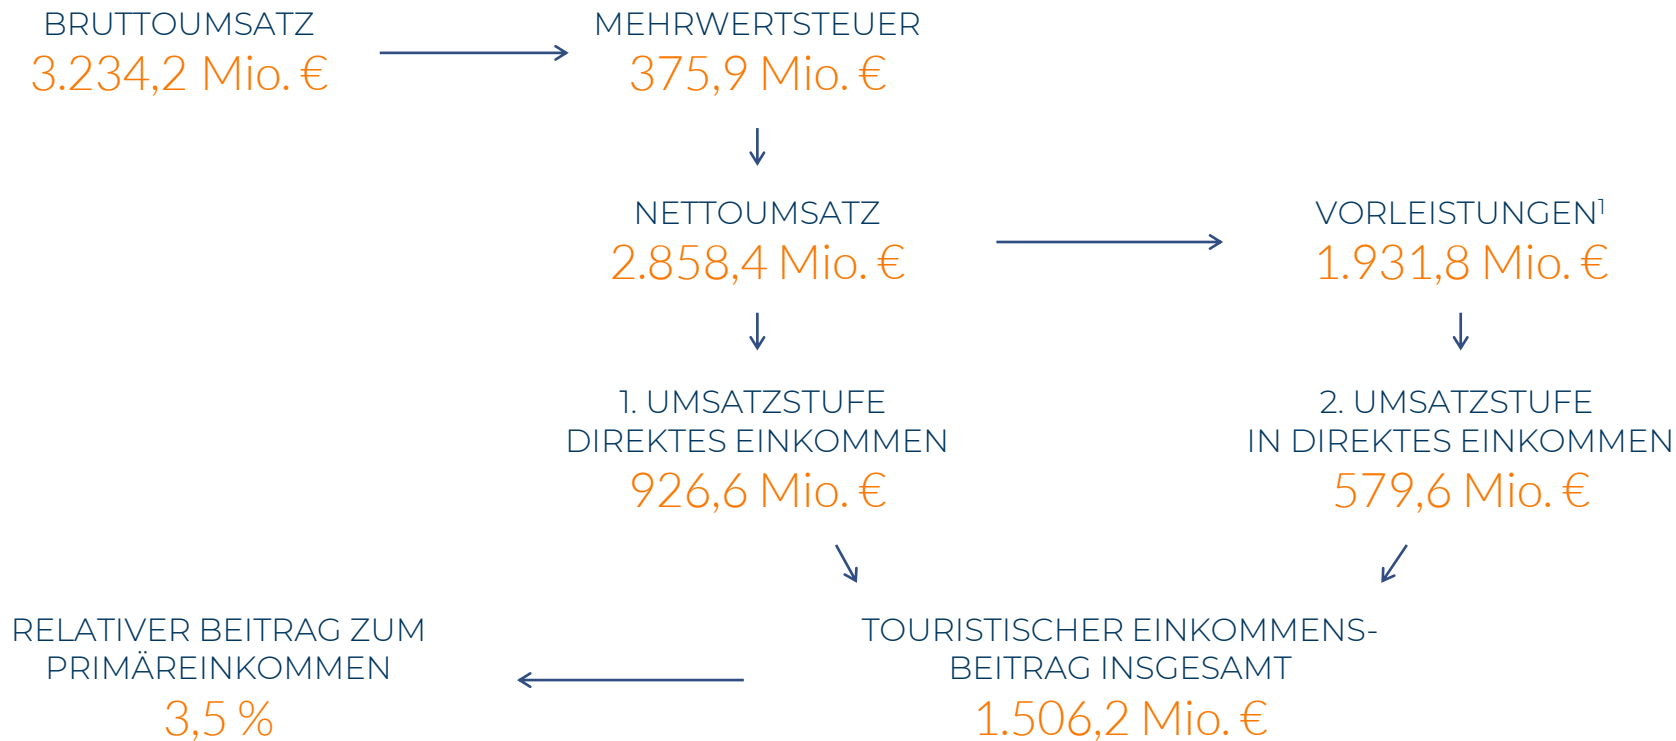 BRUTTOUMSATZ
3.234,2 Mio. €
MEHRWERTSTEUER
375,9 Mio. €
NETTOUMSATZ
2.858,4 Mio. €
VORLEISTUNGEN¹
1.931,8 Mio. €
1. UMSATZSTUFE
DIREKTES EINKOMMEN
926,6 Mio. €
2. UMSATZSTUFE
IN DIREKTES EINKOMMEN
579,6 Mio. €
RELATIVER BEITRAG ZUM
PRIMÄREINKOMMEN
3,5 %
TOURISTISCHER EINKOMMENS-
BEITRAG INSGESAMT
1.506,2 Mio. €